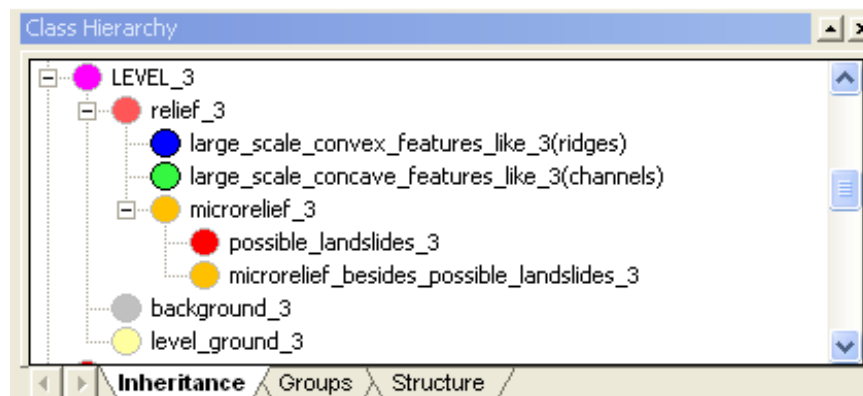 Class Hierarchy
LEVEL_3
relief_3
large_scale_convex_features_like_3(ridges)
large_scale_concave_features_like_3(channels)
microrelief_3
possible_landslides_3
microrelief_besides_possible_landslides_3
background_3
level_ground_3
Inheritance Groups Structure